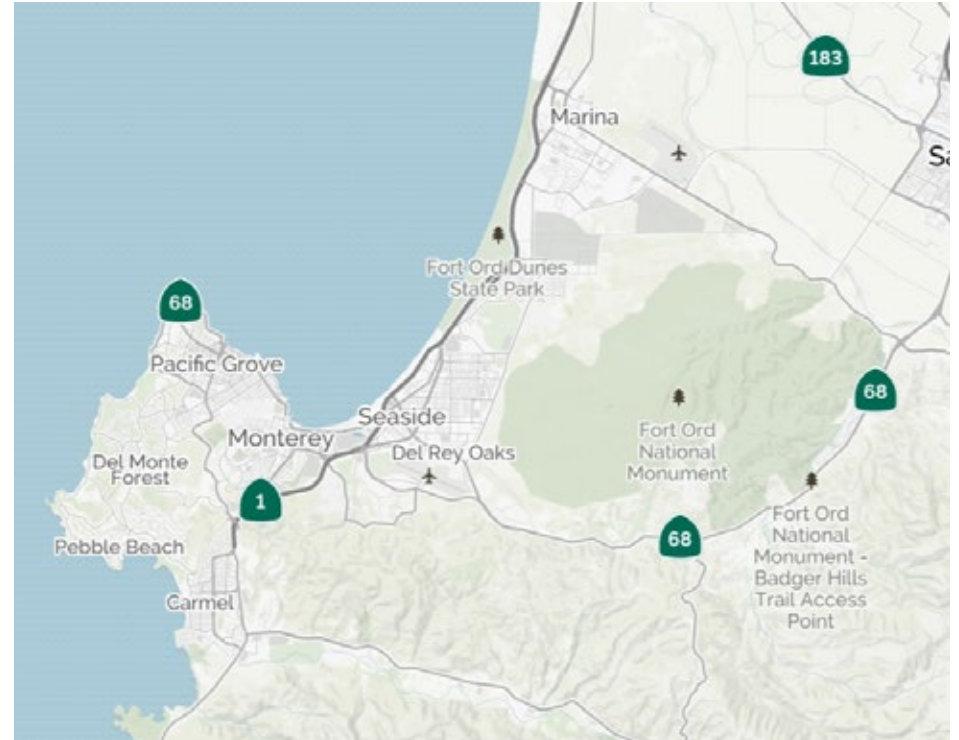 183
Marina
Sa
Fort Ord Dunes
State Park
68
Pacific Grove
Seaside
68
Monterey
Del Rey Oaks
Fort Ord
National
Monument
Del Monte
Forest
1
Fort Ord
National
Monument -
Badger Hills
Trail Access
Point
68
Pebble Beach
Carmel